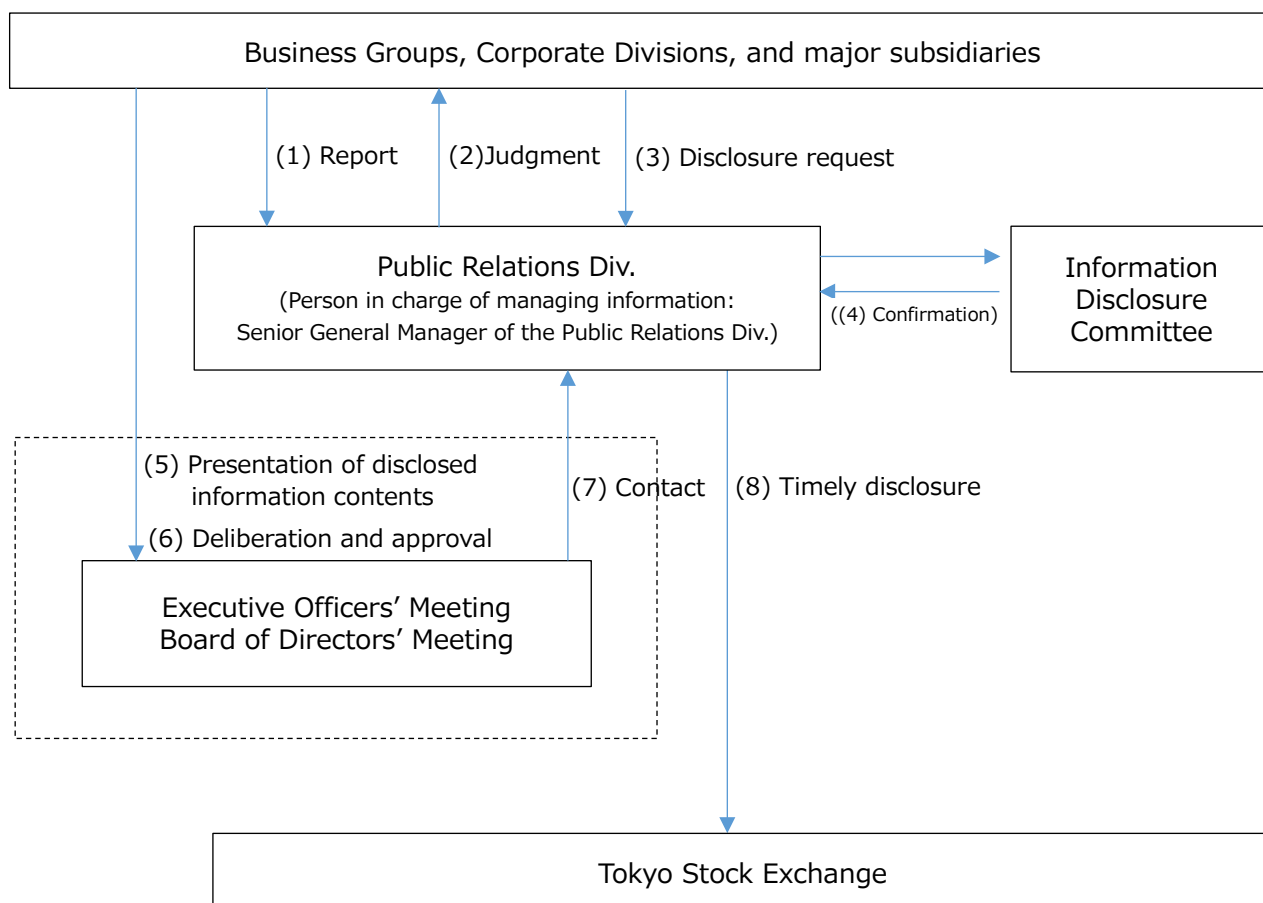 Business Groups, Corporate Divisions, and major subsidiaries
(1) Report
(2)Judgment
(3) Disclosure request
Public Relations Div.
(Person in charge of managing information:
Senior General Manager of the Public Relations Div.)
((4) Confirmation)
Information
Disclosure
Committee
(5) Presentation of disclosed
information contents
(6) Deliberation and approval
(7) Contact
(8) Timely disclosure
Executive Officers’ Meeting
Board of Directors’ Meeting
Tokyo Stock Exchange